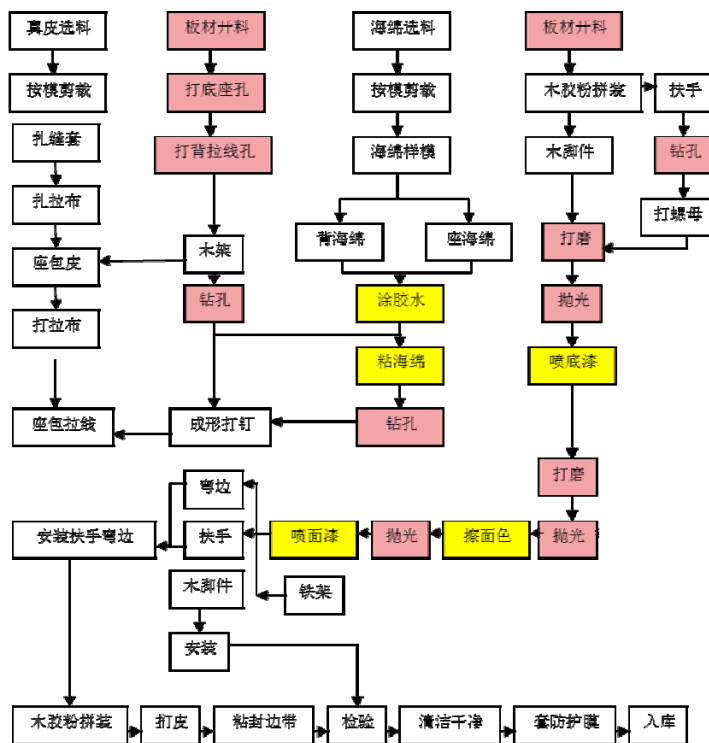 真皮选料
板材开料
海绵选料
板材开料
按模剪裁
打底座孔
按模剪裁
木胶粉拼装
扶手
扎缝套
打背拉线孔
海绵样模
木脚件
钻孔
扎拉布
背海绵
座海绵
打螺母
座包皮
木架
打磨
打拉布
钻孔
涂胶水
抛光
粘海绵
喷底漆
座包拉线
成形打钉
钻孔
打磨
弯边
安装扶手弯边
扶手
喷面漆
抛光
擦面色
抛光
木脚件
铁架
安装
木胶粉拼装
扪皮
粘封边带
检验
清洁干净
套防护膜
入库